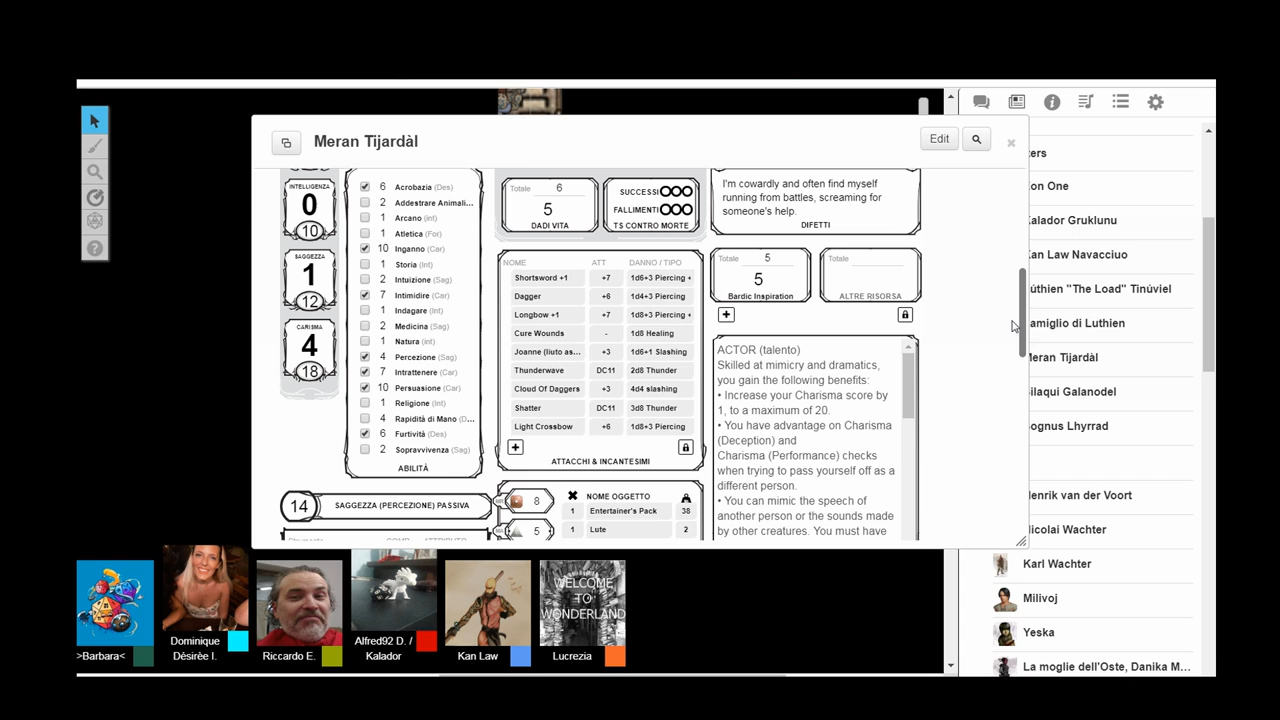 Meran Tijardàl
Edit
INTELLIGENZA
0
10
SAGGEZZA
1
12
CARISMA
4
18
6 Acrobazia (Des)
2 Addestrare Animali...
1 Arcano (int)
1 Atletica (For)
10 Inganno (Car)
1 Storia (Int)
2 Intuizione (Sag)
7 Intimidire (Car)
1 Indagare (Int)
2 Medicina (Sag)
1 Natura (int)
4 Percezione (Sag)
7 Intrattenere (Car)
10 Persuasione (Car)
1 Religione (Int)
4 Rapidità di Mano (D...
6 Furtività (Des)
2 Sopravvivenza (Sag)
ABILITÀ
14 SAGGEZZA (PERCEZIONE) PASSIVA
Totale 6
5
DADI VITA
SUCCESSI
FALLIMENTI
TS CONTRO MORTE
NOME ATT DANNO / TIPO
Shortsword +1 +7 1d6+3 Piercing
Dagger +6 1d4+3 Piercing
Longbow +1 +7 1d8+3 Piercing
Cure Wounds - 1d8 Healing
Joanne (liuto as... +3 1d6+1 Slashing
Thunderwave DC11 2d8 Thunder
Cloud Of Daggers +3 4d4 slashing
Shatter DC11 3d8 Thunder
Light Crossbow +6 1d8+3 Piercing
ATTACCHI & INCANTESIMI
8
5
NOME OGGETTO
1 Entertainer's Pack 38
1 Lute 2
I'm cowardly and often find myself
running from battles, screaming for
someone's help.
DIFETTI
Totale 5
5
Bardic Inspiration
Totale
ALTRE RISORSA
ACTOR (talento)
Skilled at mimicry and dramatics,
you gain the following benefits:
• Increase your Charisma score by
1, to a maximum of 20.
• You have advantage on Charisma
(Deception) and
Charisma (Performance) checks
when trying to pass yourself off as a
different person.
• You can mimic the speech of
another person or the sounds made
by other creatures. You must have
ters
on One
Kalador Gruklunu
Kan Law Navacciuo
úthien "The Load" Tinúviel
amiglio di Luthien
Meran Tijardàl
ilaqui Galanodel
ognus Lhyrrad
Henrik van der Voort
Nicolai Wachter
Karl Wachter
Milivoj
Yeska
La moglie dell'Oste, Danika M...
>Barbara<
Dominique
Dèsirèe I.
Riccardo E.
Alfred92 D. /
Kalador
Kan Law
WELCOME
TO
WONDERLAND
Lucrezia